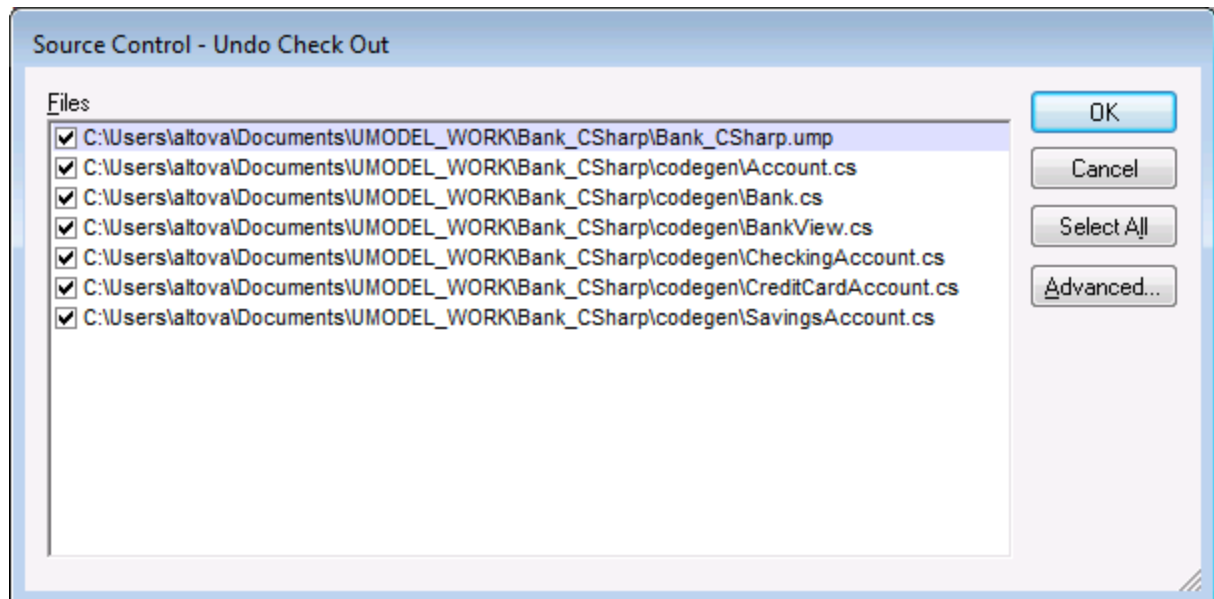 Source Control - Undo Check Out
Files
C:\Users\altova\Documents\UMODEL_WORK\Bank_CSharp\Bank_CSharp.ump
C:\Users\altova\Documents\UMODEL_WORK\Bank_CSharp\codegen\Account.cs
C:\Users\altova\Documents\UMODEL_WORK\Bank_CSharp\codegen\Bank.cs
C:\Users\altova\Documents\UMODEL_WORK\Bank_CSharp\codegen\BankView.cs
C:\Users\altova\Documents\UMODEL_WORK\Bank_CSharp\codegen\CheckingAccount.cs
C:\Users\altova\Documents\UMODEL_WORK\Bank_CSharp\codegen\CreditCardAccount.cs
C:\Users\altova\Documents\UMODEL_WORK\Bank_CSharp\codegen\SavingsAccount.cs
OK
Cancel
Select All
Advanced...